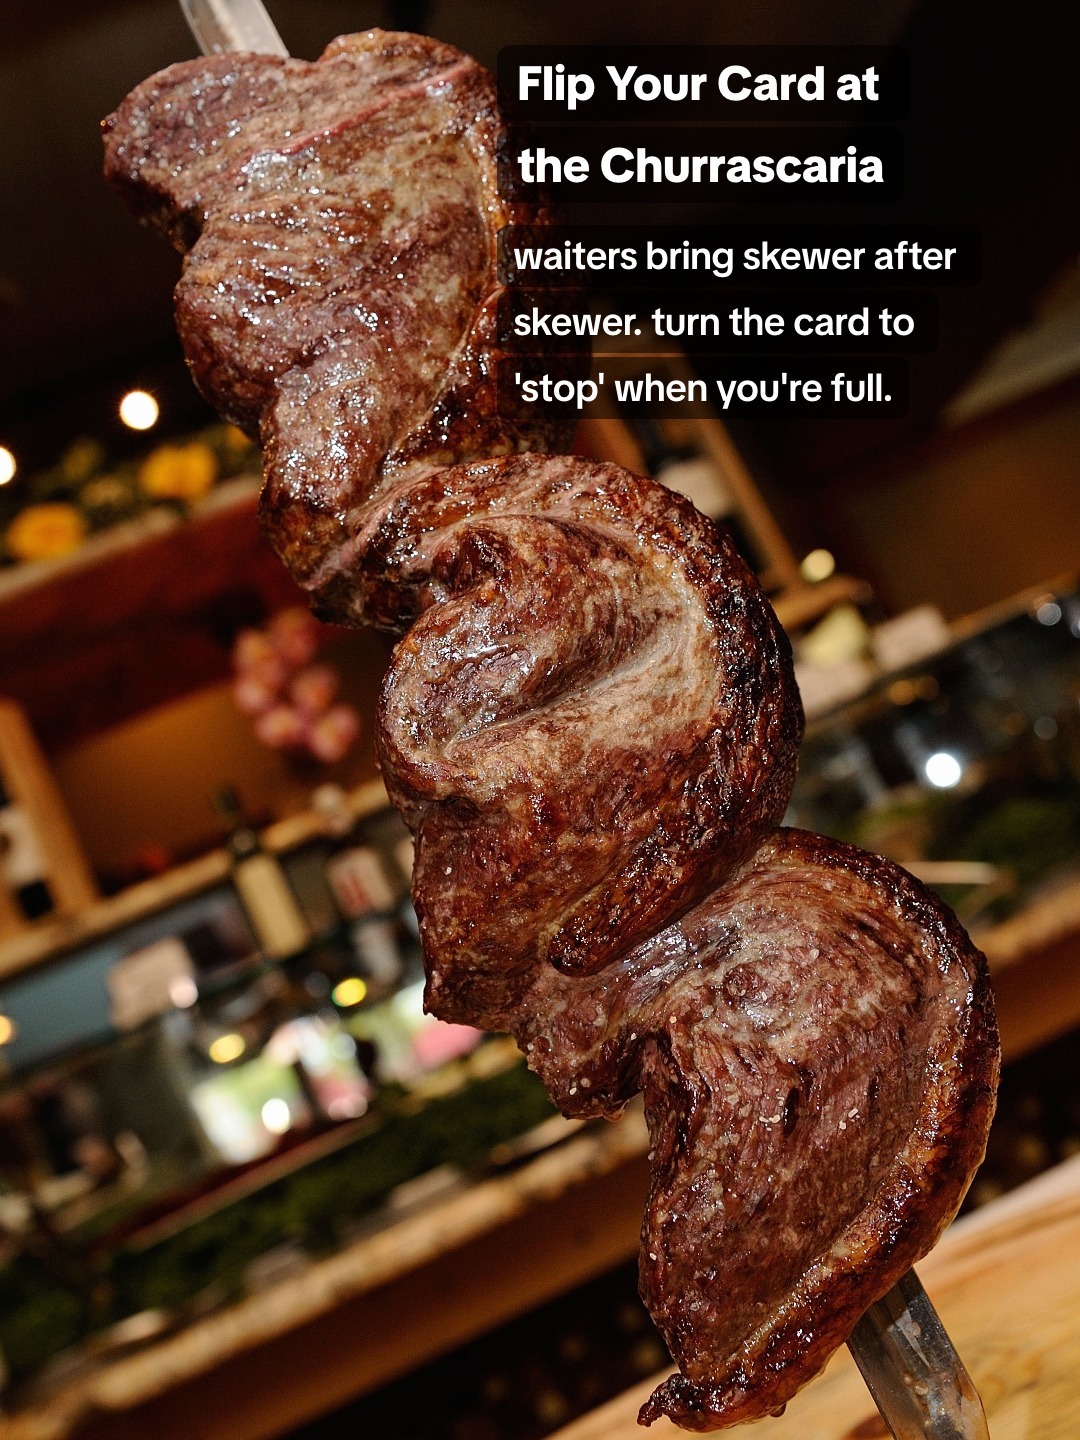 Flip Your Card at
the Churrascaria
waiters bring skewer after
skewer. turn the card to
'stop' when you're full.